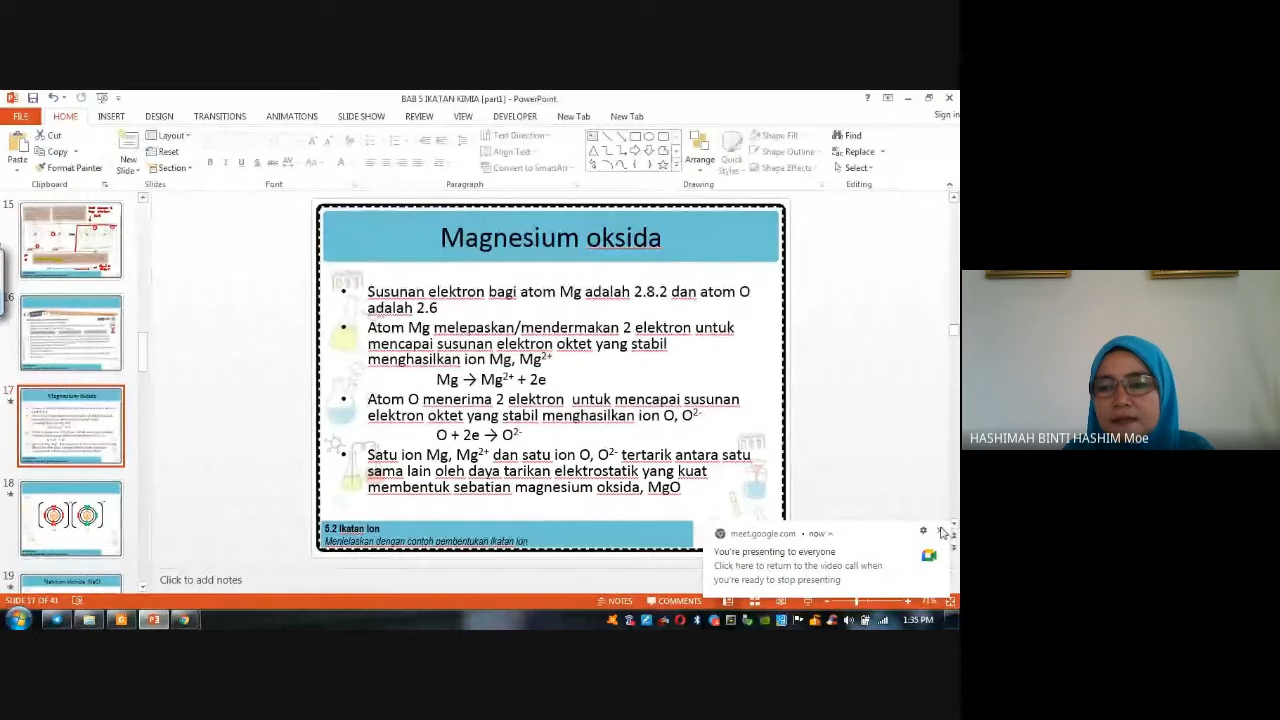 BAB 5 IKATAN KIMIA [part1] - PowerPoint
Sign in
FILE HOME INSERT DESIGN TRANSITIONS ANIMATIONS SLIDE SHOW REVIEW VIEW DEVELOPER New Tab New Tab
Paste
Cut
Copy
Format Painter
Clipboard
New
Slide
Layout
Reset
Section
Slides
Font
Text Direction
Align Text
Convert to SmartArt
Paragraph
Arrange
Quick
Styles
Shape Fill
Shape Outline
Shape Effects
Drawing
Find
Replace
Select
Editing
15
16
17
Magnesium oksida
18
19
Natrium klorida, NaCl
Magnesium oksida
• Susunan elektron bagi atom Mg adalah 2.8.2 dan atom O
adalah 2.6
• Atom Mg melepaskan/mendermakan 2 elektron untuk
mencapai susunan elektron oktet yang stabil
menghasilkan ion Mg, Mg²⁺
Mg → Mg²⁺ + 2e
• Atom O menerima 2 elektron untuk mencapai susunan
elektron oktet yang stabil menghasilkan ion O, O²⁻
O + 2e → O²⁻
• Satu ion Mg, Mg²⁺ dan satu ion O, O²⁻ tertarik antara satu
sama lain oleh daya tarikan elektrostatik yang kuat
membentuk sebatian magnesium oksida, MgO
5.2 Ikatan Ion
Menjelaskan dengan contoh pembentukan ikatan ion
meet.google.com • now
You're presenting to everyone
Click here to return to the video call when
you're ready to stop presenting
Click to add notes
SLIDE 17 OF 41
NOTES COMMENTS
71%
1:35 PM
HASHIMAH BINTI HASHIM Moe